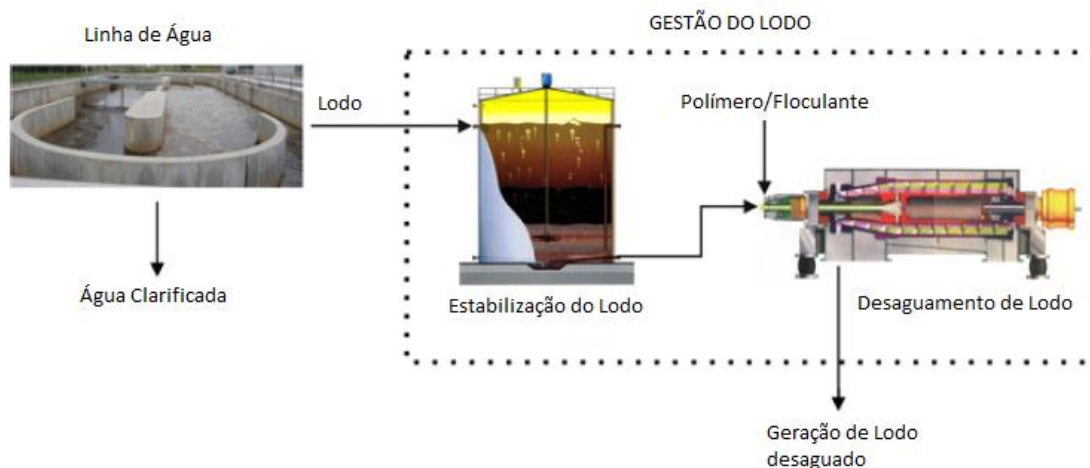 GESTÃO DO LODO
Linha de Água
Lodo
Polímero/Floculante
Água Clarificada
Estabilização do Lodo
Desaguamento de Lodo
Geração de Lodo
desaguado